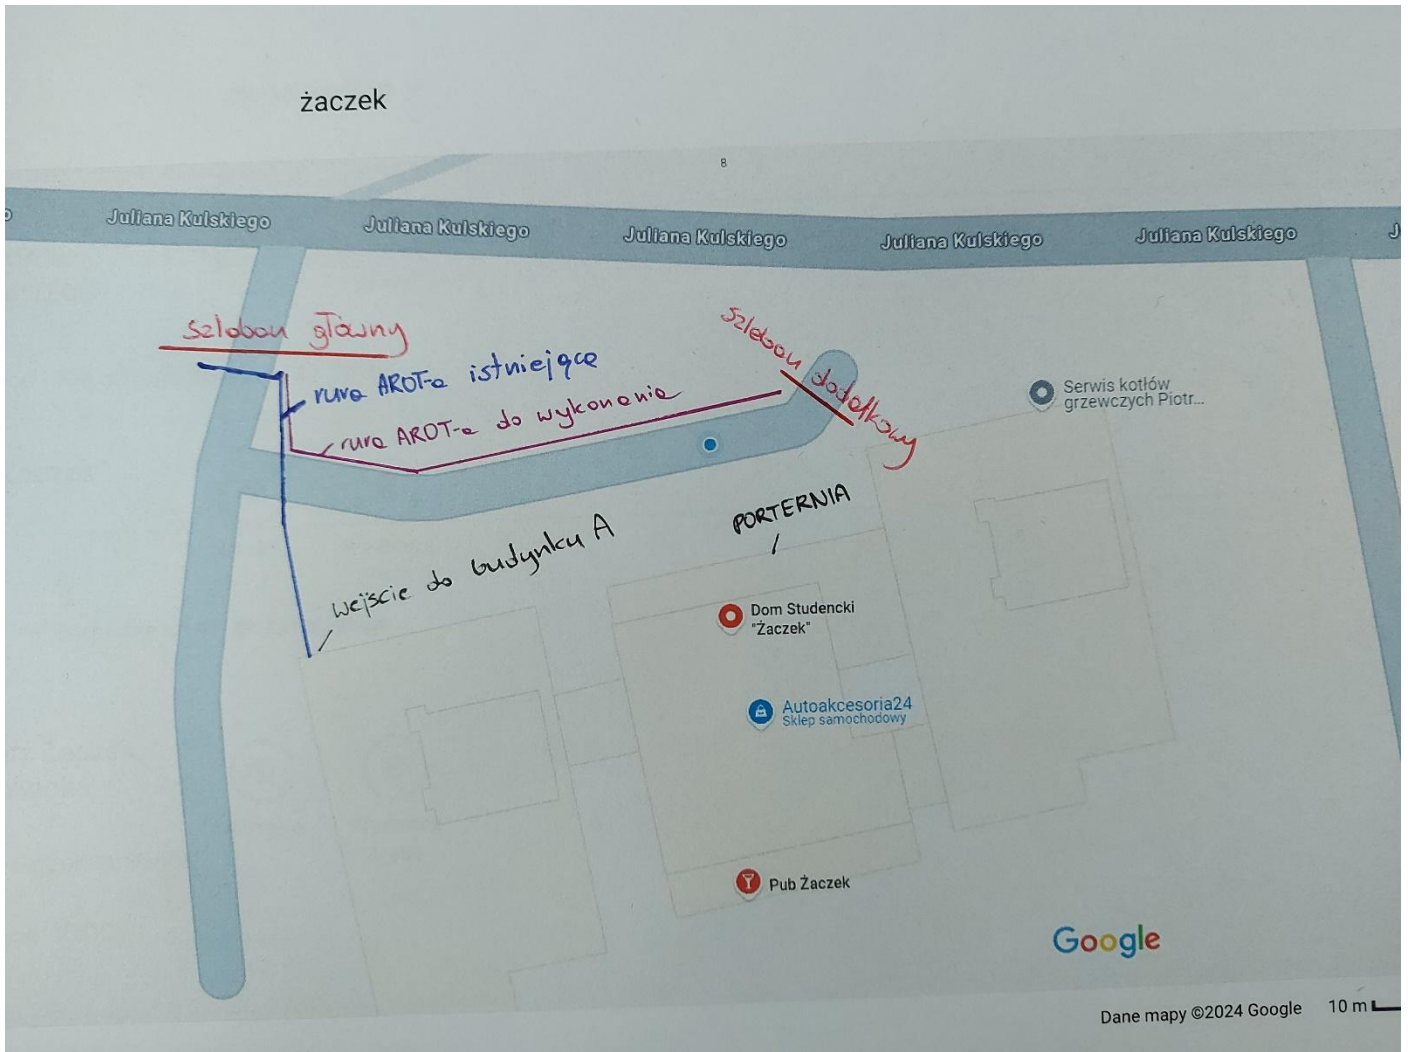 żaczek
8
Juliana Kulskiego
Juliana Kulskiego
Juliana Kulskiego
Juliana Kulskiego
Juliana Kulskiego
szlaban główny
rura AROT-a istniejąca
rura AROT-a do wykonania
szlaban dodatkowy
Serwis kotłów
grzewczych Piotr...
PORTERNIA
wejście do budynku A
Dom Studencki
"Żaczek"
Autoakcesoria24
Sklep samochodowy
Pub Żaczek
Google
Dane mapy ©2024 Google
10 m